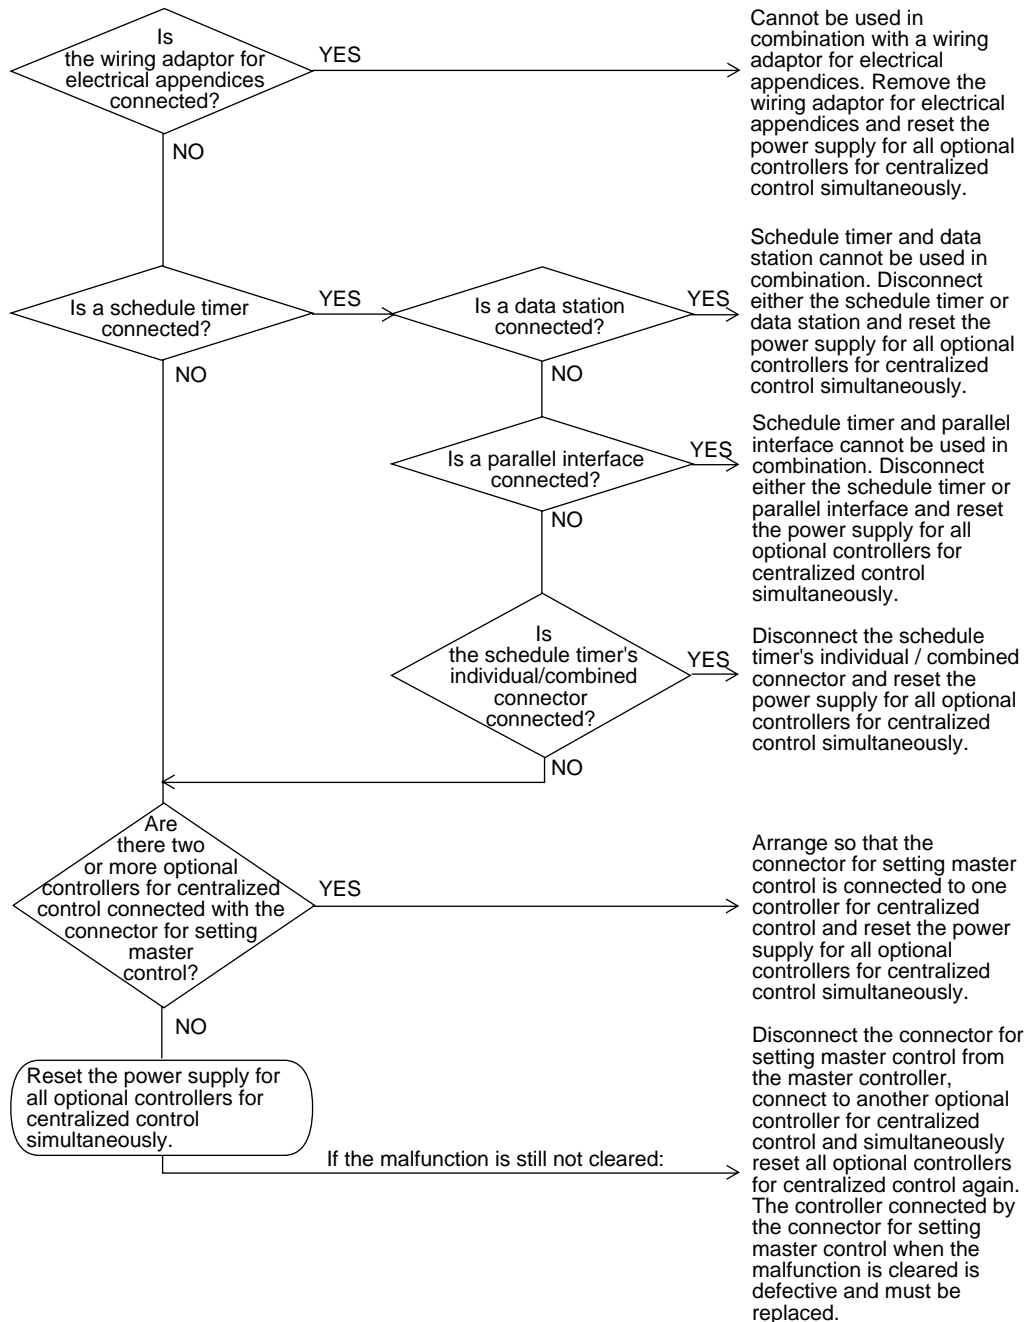 Is
the wiring adaptor for
electrical appendices
connected?
YES
Cannot be used in
combination with a wiring
adaptor for electrical
appendices. Remove the
wiring adaptor for electrical
appendices and reset the
power supply for all optional
controllers for centralized
control simultaneously.
NO
Is a schedule timer
connected?
YES
Is a data station
connected?
YES
Schedule timer and data
station cannot be used in
combination. Disconnect
either the schedule timer or
data station and reset the
power supply for all optional
controllers for centralized
control simultaneously.
NO
NO
Is a parallel interface
connected?
YES
Schedule timer and parallel
interface cannot be used in
combination. Disconnect
either the schedule timer or
parallel interface and reset
the power supply for all
optional controllers for
centralized control
simultaneously.
NO
Is
the schedule timer's
individual/combined
connector
connected?
YES
Disconnect the schedule
timer's individual / combined
connector and reset the
power supply for all optional
controllers for centralized
control simultaneously.
NO
Are
there two
or more optional
controllers for centralized
control connected with the
connector for setting
master
control?
YES
Arrange so that the
connector for setting master
control is connected to one
controller for centralized
control and reset the power
supply for all optional
controllers for centralized
control simultaneously.
NO
Reset the power supply for
all optional controllers for
centralized control
simultaneously.
If the malfunction is still not cleared:
Disconnect the connector for
setting master control from
the master controller,
connect to another optional
controller for centralized
control and simultaneously
reset all optional controllers
for centralized control again.
The controller connected by
the connector for setting
master control when the
malfunction is cleared is
defective and must be
replaced.